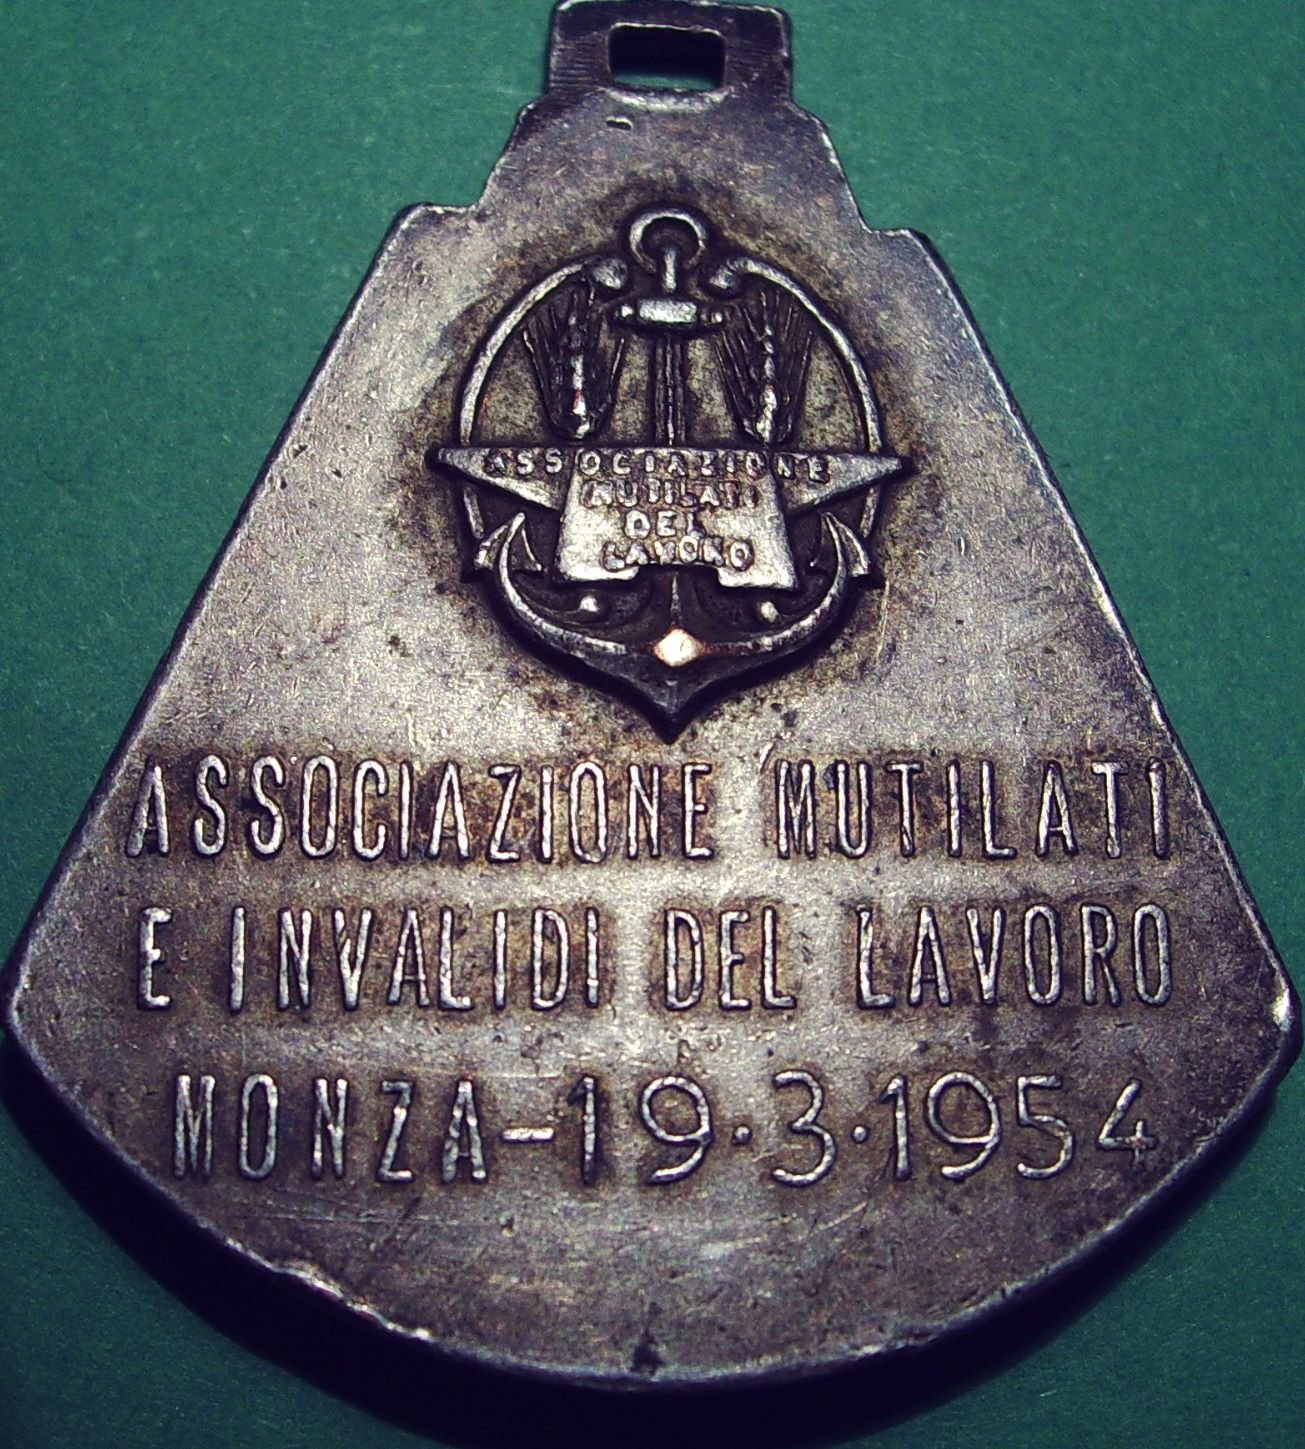 ASSOCIAZIONE
MUTILATI
DEL
LAVORO
ASSOCIAZIONE MUTILATI
E INVALIDI DEL LAVORO
MONZA-19·3·1954